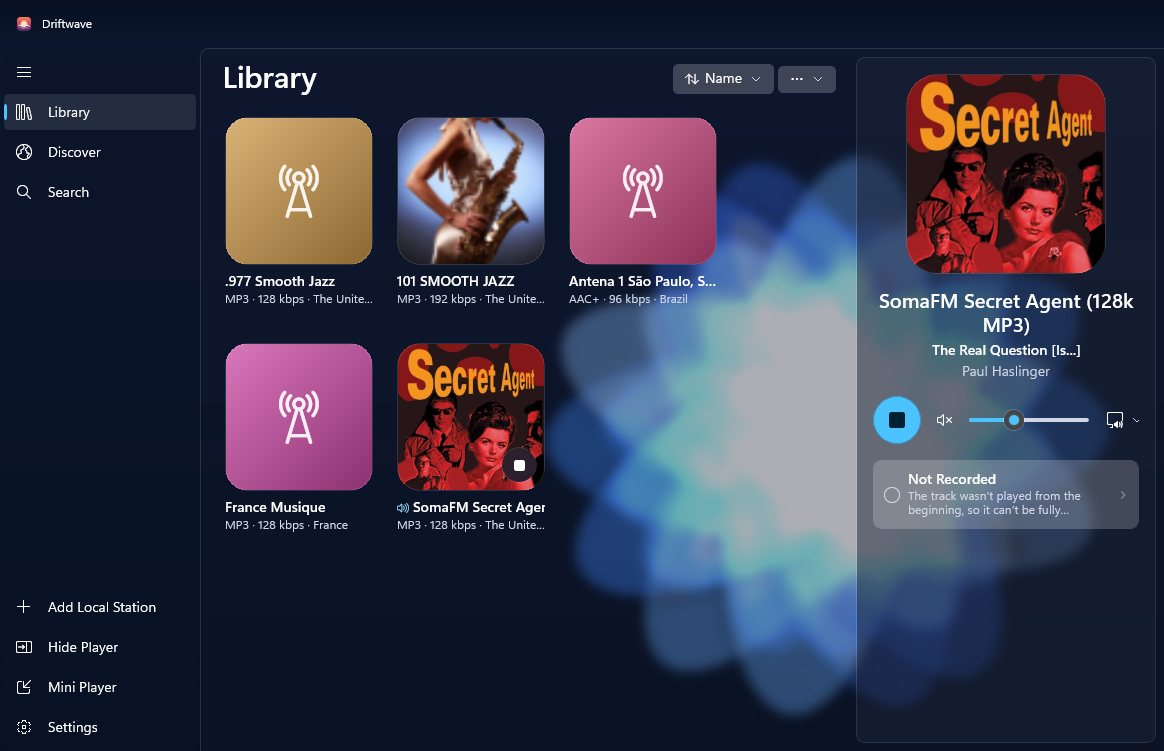 Driftwave
Library
Discover
Search
Add Local Station
Hide Player
Mini Player
Settings
Library
Name
...
.977 Smooth Jazz
MP3 · 128 kbps · The Unite...
101 SMOOTH JAZZ
MP3 · 192 kbps · The Unite...
Antena 1 São Paulo, S...
AAC+ · 96 kbps · Brazil
France Musique
MP3 · 128 kbps · France
Secret Agent
SomaFM Secret Agen
MP3 · 128 kbps · The Unite...
Secret Agent
SomaFM Secret Agent (128k
MP3)
The Real Question [Is...]
Paul Haslinger
Not Recorded
The track wasn't played from the
beginning, so it can't be fully...